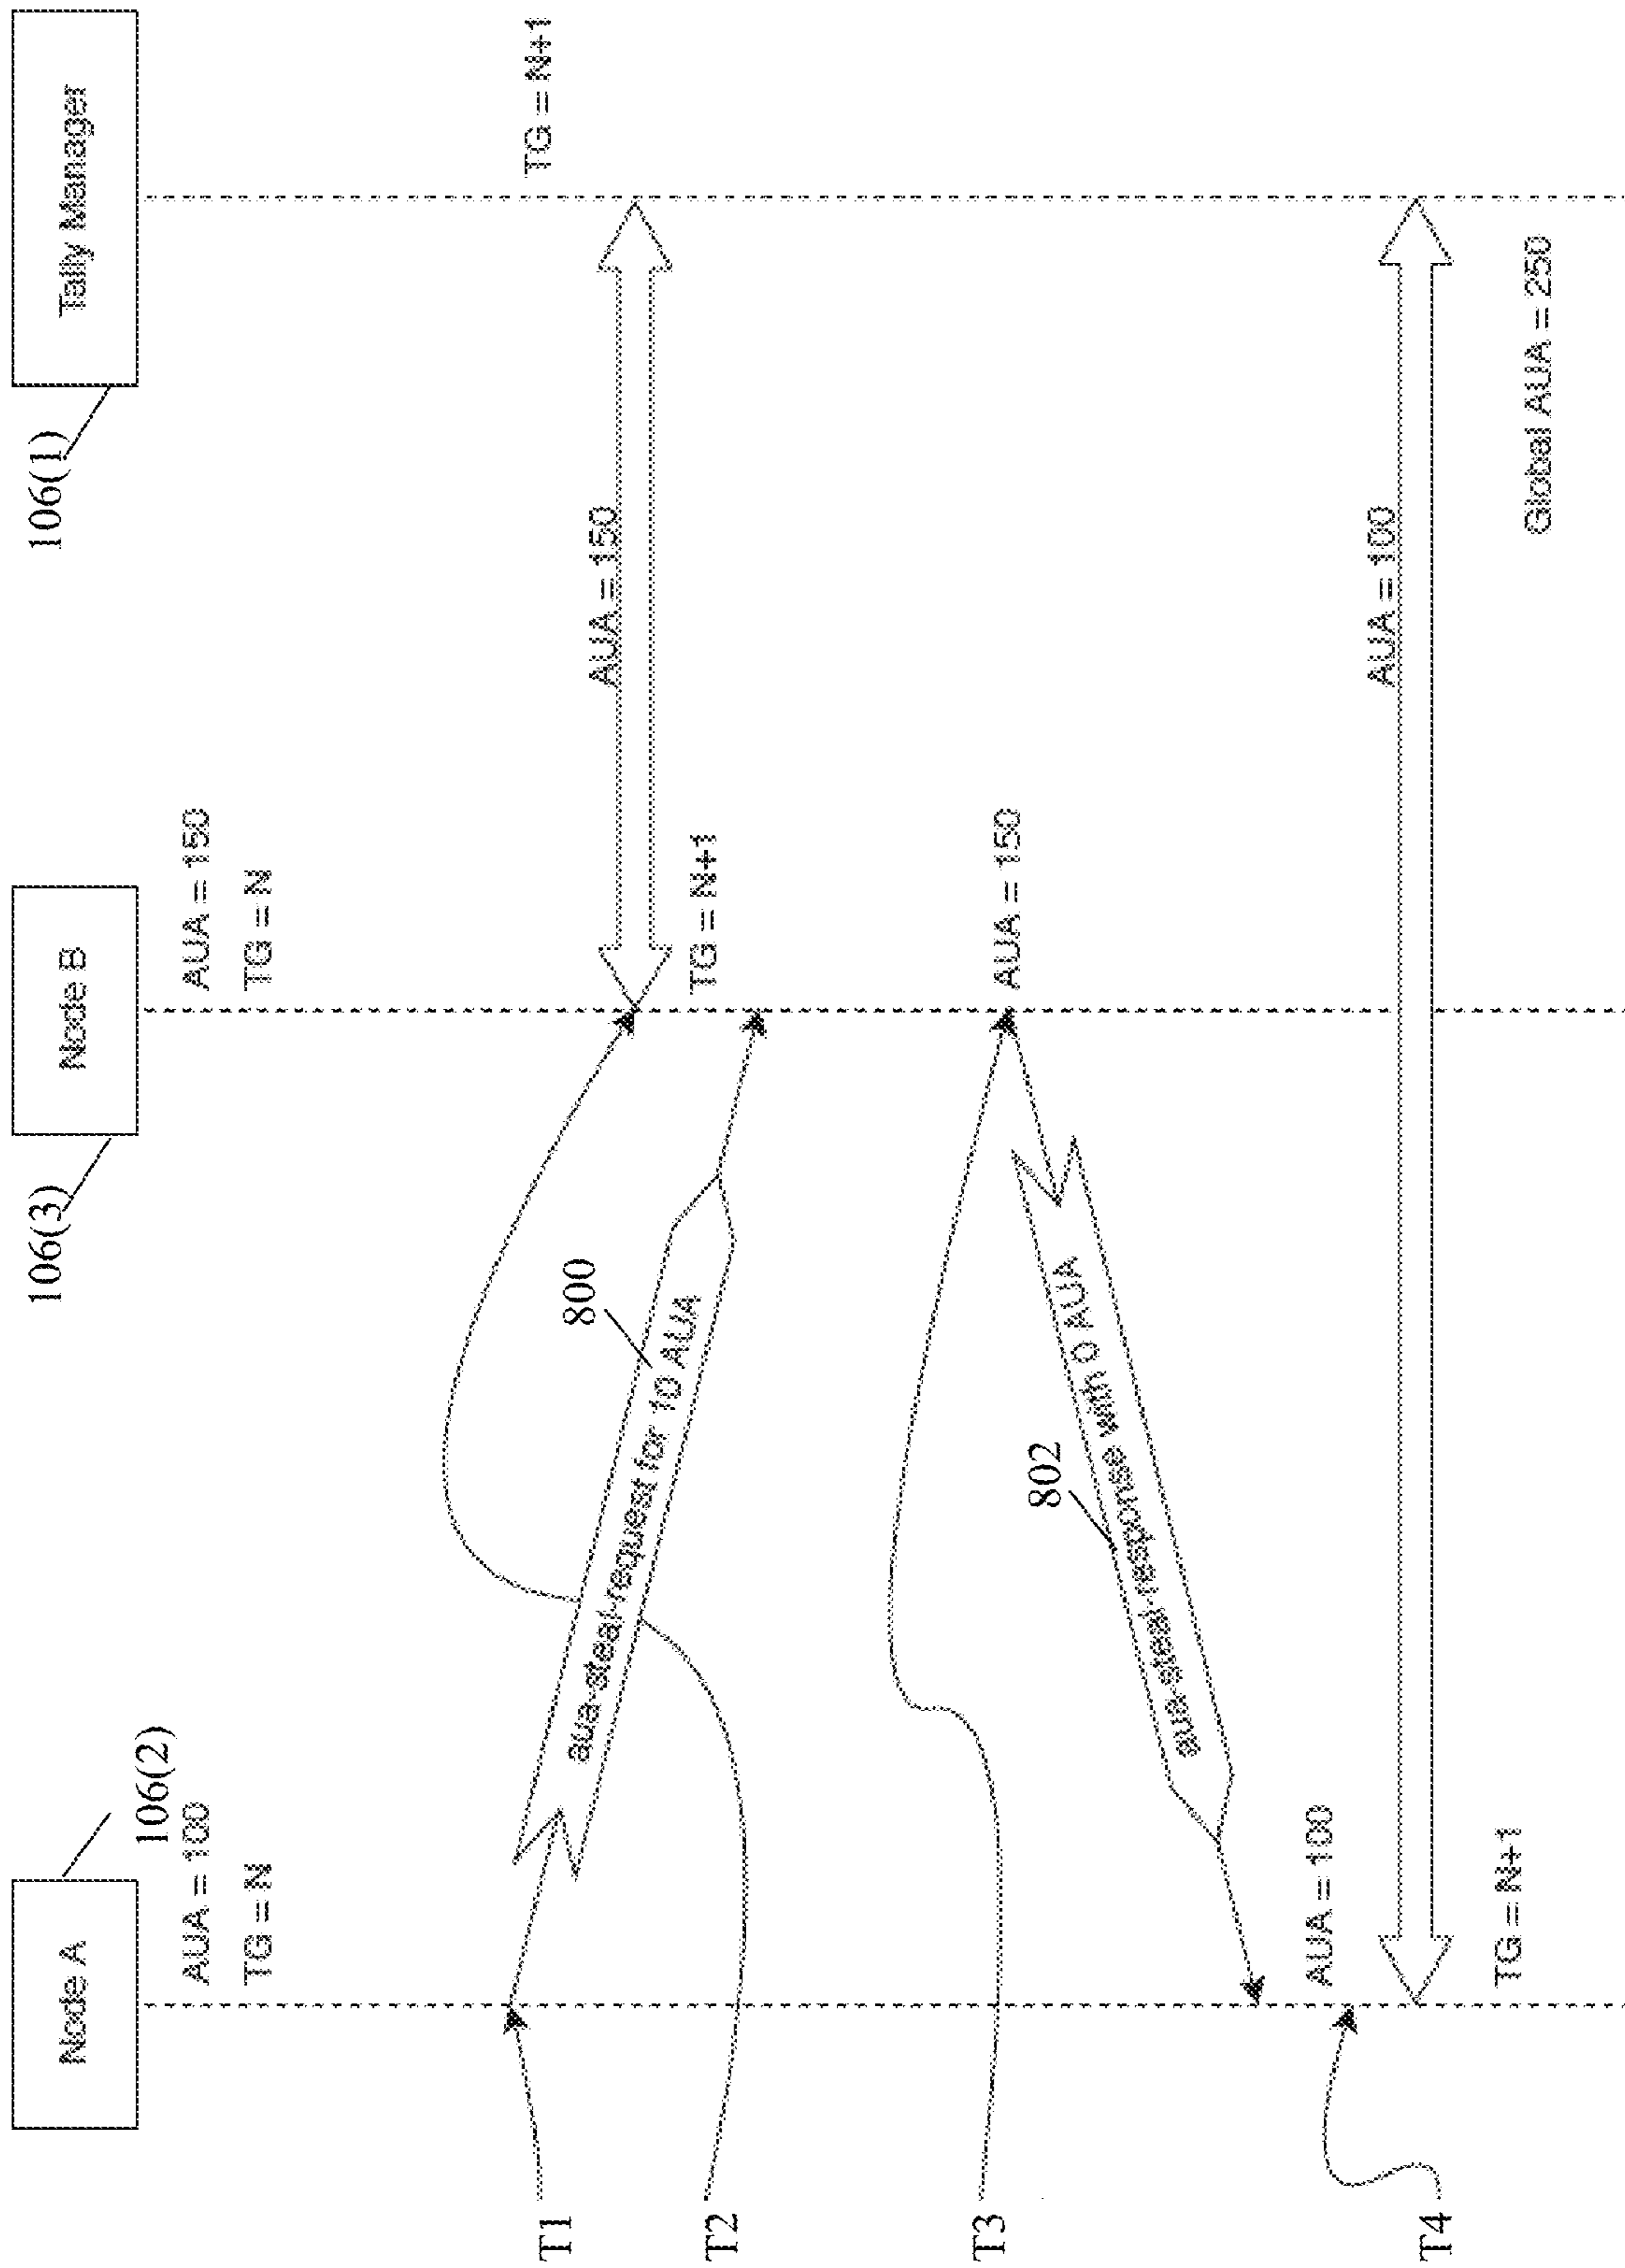 Node A
106(2)
AUA = 100
TG = N
Node B
106(3)
AUA = 150
TG = N
Tally Manager
106(1)
TG = N+1
T1
aua-steal-request for 10 AUA
800
AUA = 150
TG = N+1
T2
T3
AUA = 150
aua-steal-response with 0 AUA
802
AUA = 100
T4
AUA = 100
TG = N+1
Global AUA = 250